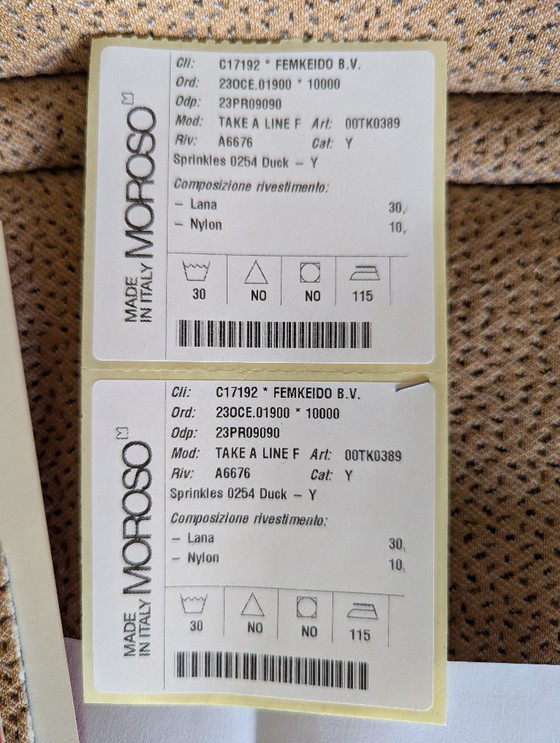 Cli: C17192 * FEMKEIDO B.V.
Ord: 23OCE.01900 * 10000
Odp: 23PR09090
Mod: TAKE A LINE F Art: 00TK0389
Riv: A6676 Cat: Y
Sprinkles 0254 Duck – Y
Composizione rivestimento:
– Lana 30,
– Nylon 10,
30 NO NO 115
MADE
IN ITALY MOROSO
Cli: C17192 * FEMKEIDO B.V.
Ord: 23OCE.01900 * 10000
Odp: 23PR09090
Mod: TAKE A LINE F Art: 00TK0389
Riv: A6676 Cat: Y
Sprinkles 0254 Duck – Y
Composizione rivestimento:
– Lana 30,
– Nylon 10,
30 NO NO 115
MADE
IN ITALY MOROSO